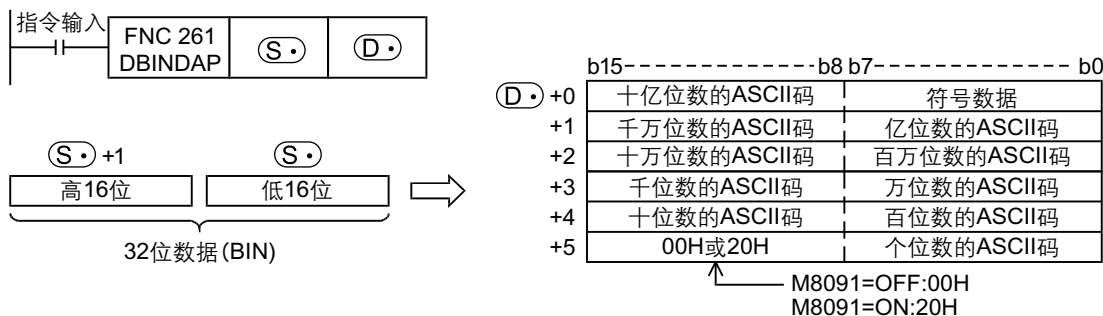 指令输入
FNC 261
DBINDAP
S·
D·
S· +1
S·
高16位
低16位
32位数据(BIN)
b15 b8 b7 b0
D· +0 十亿位数的ASCII码 符号数据
+1 千万位数的ASCII码 亿位数的ASCII码
+2 十万位数的ASCII码 百万位数的ASCII码
+3 千位数的ASCII码 万位数的ASCII码
+4 十位数的ASCII码 百位数的ASCII码
+5 00H或20H 个位数的ASCII码
M8091=OFF:00H
M8091=ON:20H